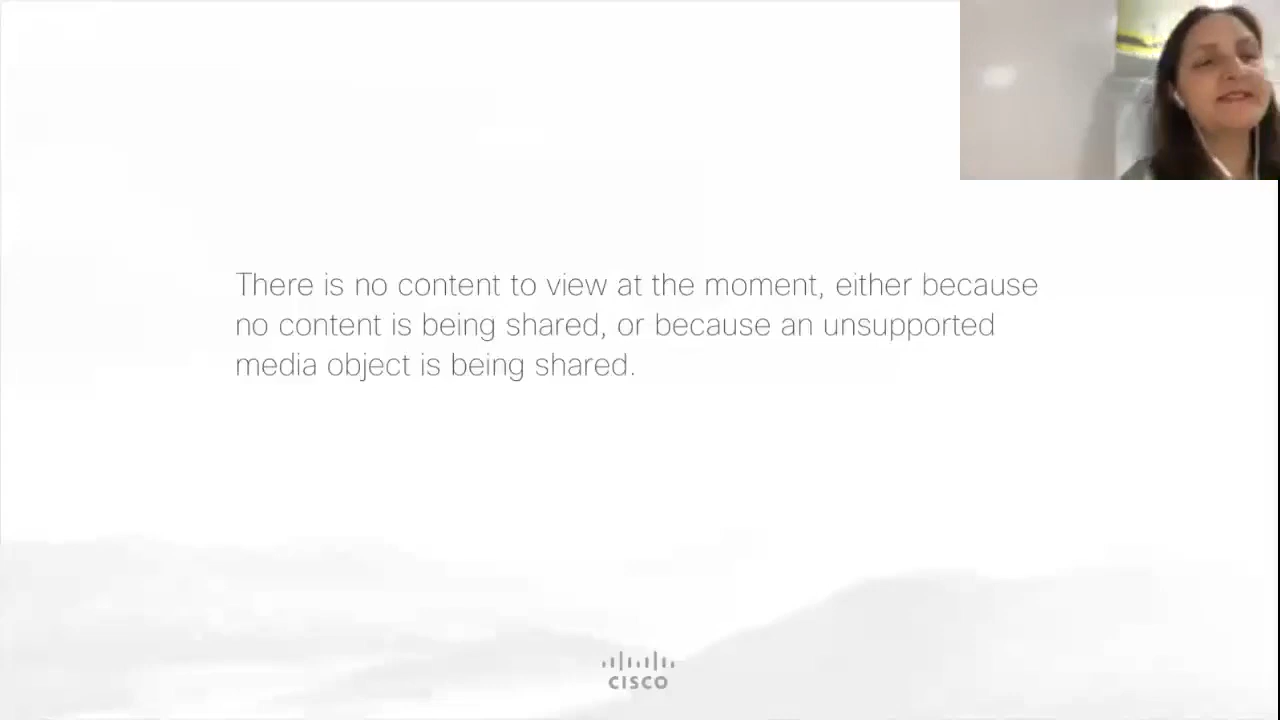 There is no content to view at the moment, either because
no content is being shared, or because an unsupported
media object is being shared.
CISCO